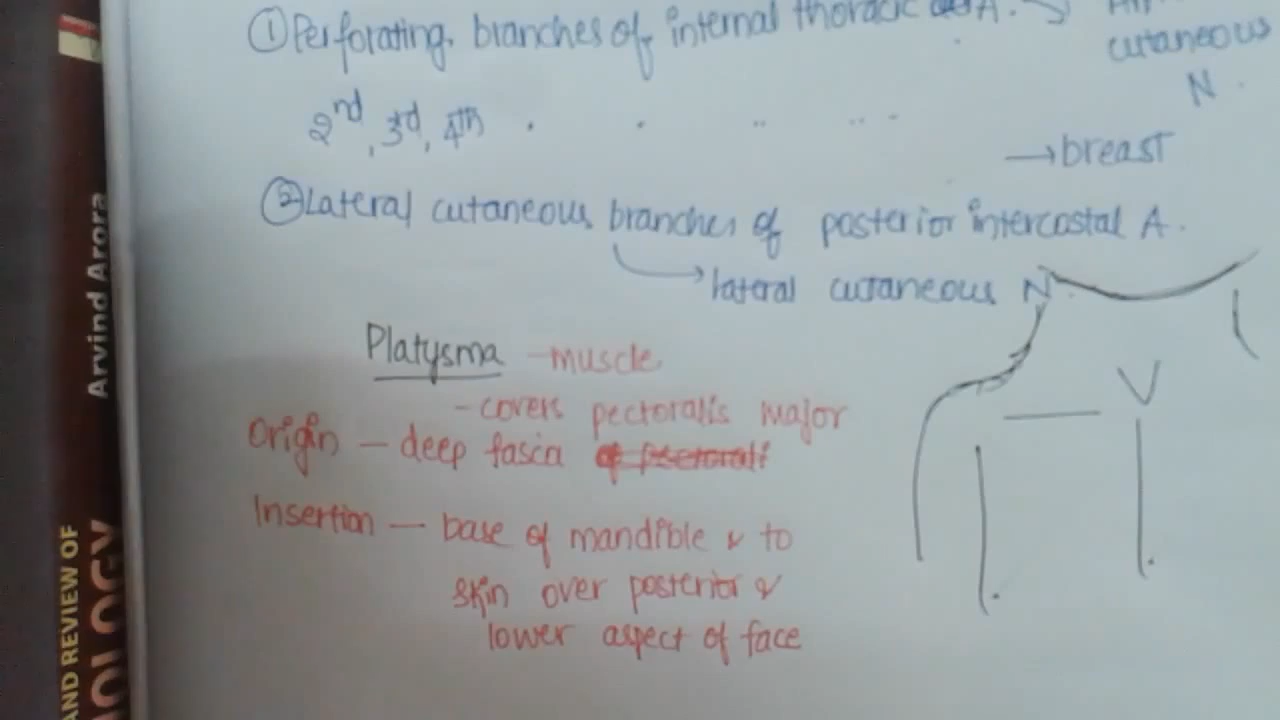 ① Perforating branches of internal thoracic A.
cutaneous
N.
2nd, 3rd, 4th
→ breast
② Lateral cutaneous branches of posterior intercostal A.
lateral cutaneous N.
Platysma - muscle
- covers pectoralis major
Origin - deep fascia
Insertion - base of mandible & to
skin over posterior &
lower aspect of face
V
Arvind Arora
AND REVIEW OF